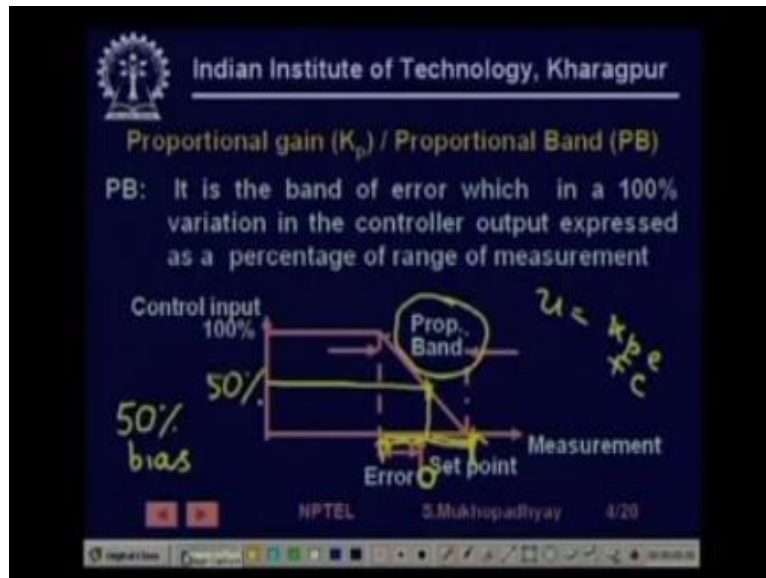 Indian Institute of Technology, Kharagpur
Proportional gain (Kp) / Proportional Band (PB)
PB: It is the band of error which in a 100%
variation in the controller output expressed
as a percentage of range of measurement
Control input
100%
Prop.
Band
u = Kpe
+ C
50%
50%
bias
Measurement
Error
0
Set point
NPTEL
S.Mukhopadhyay
4/20